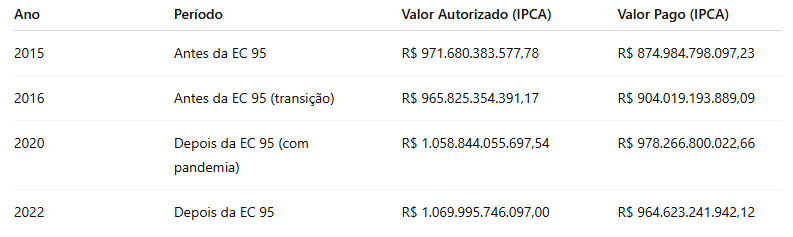 Ano Período Valor Autorizado (IPCA) Valor Pago (IPCA)
2015 Antes da EC 95 R$ 971.680.383.577,78 R$ 874.984.798.097,23
2016 Antes da EC 95 (transição) R$ 965.825.354.391,17 R$ 904.019.193.889,09
2020 Depois da EC 95 (com R$ 1.058.844.055.697,54 R$ 978.266.800.022,66
pandemia)
2022 Depois da EC 95 R$ 1.069.995.746.097,00 R$ 964.623.241.942,12